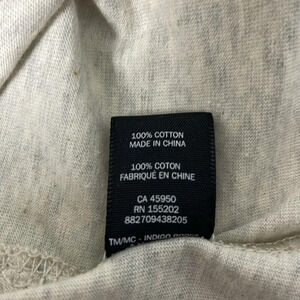 100% COTTON
MADE IN CHINA
100% COTON
FABRIQUÉ EN CHINE
CA 45950
RN 155202
882709438205
TM/MC - INDIGO